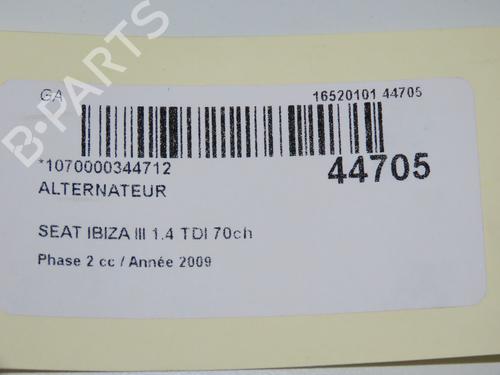 B-PARTS
GA
16520101 44705
*1070000344712
44705
ALTERNATEUR
SEAT IBIZA III 1.4 TDI 70ch
Phase 2 cc / Année 2009